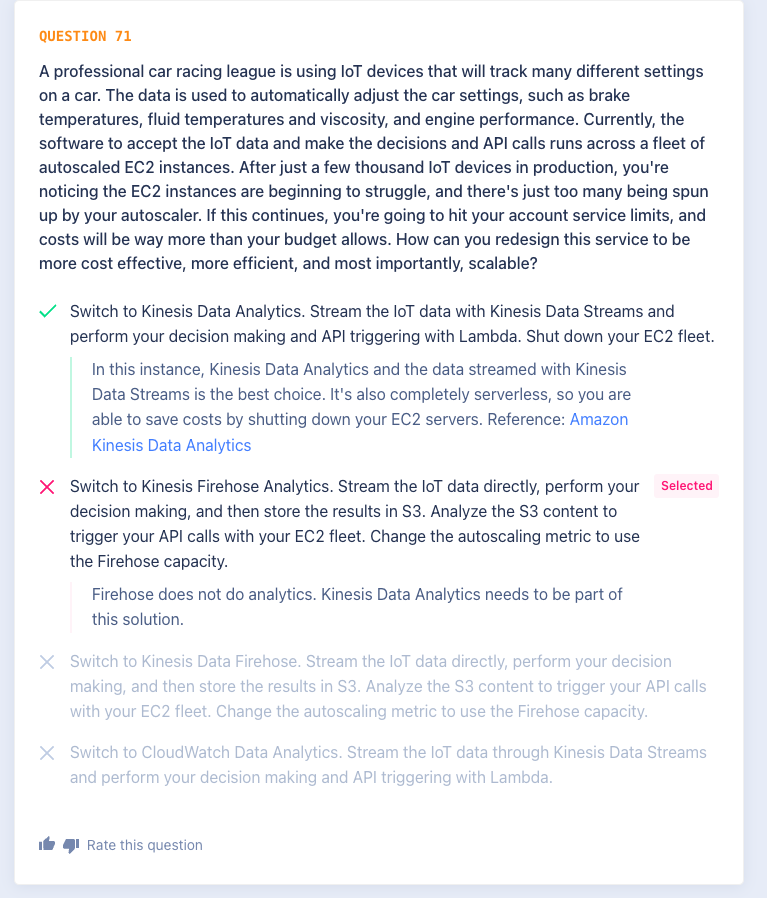 QUESTION 71
A professional car racing league is using IoT devices that will track many different settings
on a car. The data is used to automatically adjust the car settings, such as brake
temperatures, fluid temperatures and viscosity, and engine performance. Currently, the
software to accept the IoT data and make the decisions and API calls runs across a fleet of
autoscaled EC2 instances. After just a few thousand IoT devices in production, you're
noticing the EC2 instances are beginning to struggle, and there's just too many being spun
up by your autoscaler. If this continues, you're going to hit your account service limits, and
costs will be way more than your budget allows. How can you redesign this service to be
more cost effective, more efficient, and most importantly, scalable?
Switch to Kinesis Data Analytics. Stream the IoT data with Kinesis Data Streams and
perform your decision making and API triggering with Lambda. Shut down your EC2 fleet.
In this instance, Kinesis Data Analytics and the data streamed with Kinesis
Data Streams is the best choice. It's also completely serverless, so you are
able to save costs by shutting down your EC2 servers. Reference: Amazon
Kinesis Data Analytics
Switch to Kinesis Firehose Analytics. Stream the IoT data directly, perform your
Selected
decision making, and then store the results in S3. Analyze the S3 content to
trigger your API calls with your EC2 fleet. Change the autoscaling metric to use
the Firehose capacity.
Firehose does not do analytics. Kinesis Data Analytics needs to be part of
this solution.
Switch to Kinesis Data Firehose. Stream the IoT data directly, perform your decision
making, and then store the results in S3. Analyze the S3 content to trigger your API calls
with your EC2 fleet. Change the autoscaling metric to use the Firehose capacity.
Switch to CloudWatch Data Analytics. Stream the IoT data through Kinesis Data Streams
and perform your decision making and API triggering with Lambda.
Rate this question